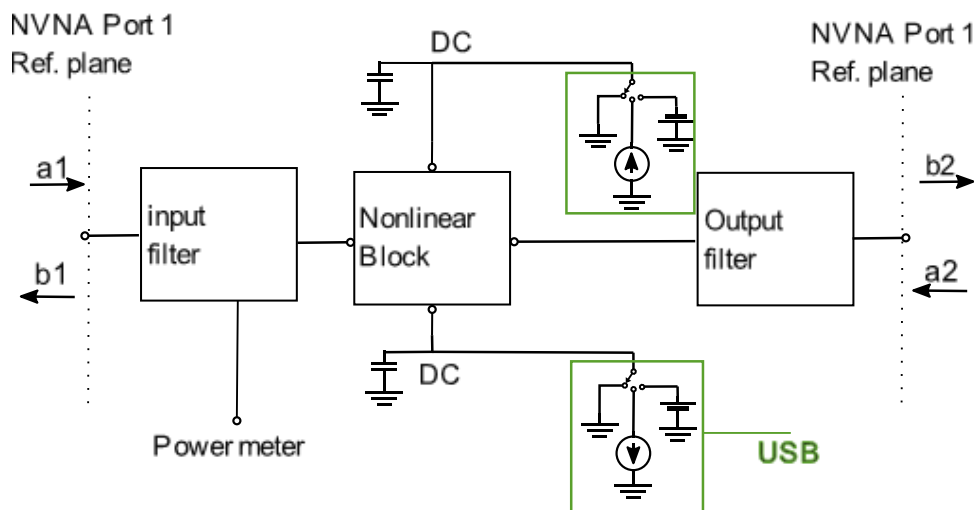 NVNA Port 1
Ref. plane
DC
NVNA Port 1
Ref. plane
a1
b2
input
filter
Nonlinear
Block
Output
filter
b1
a2
DC
Power meter
USB